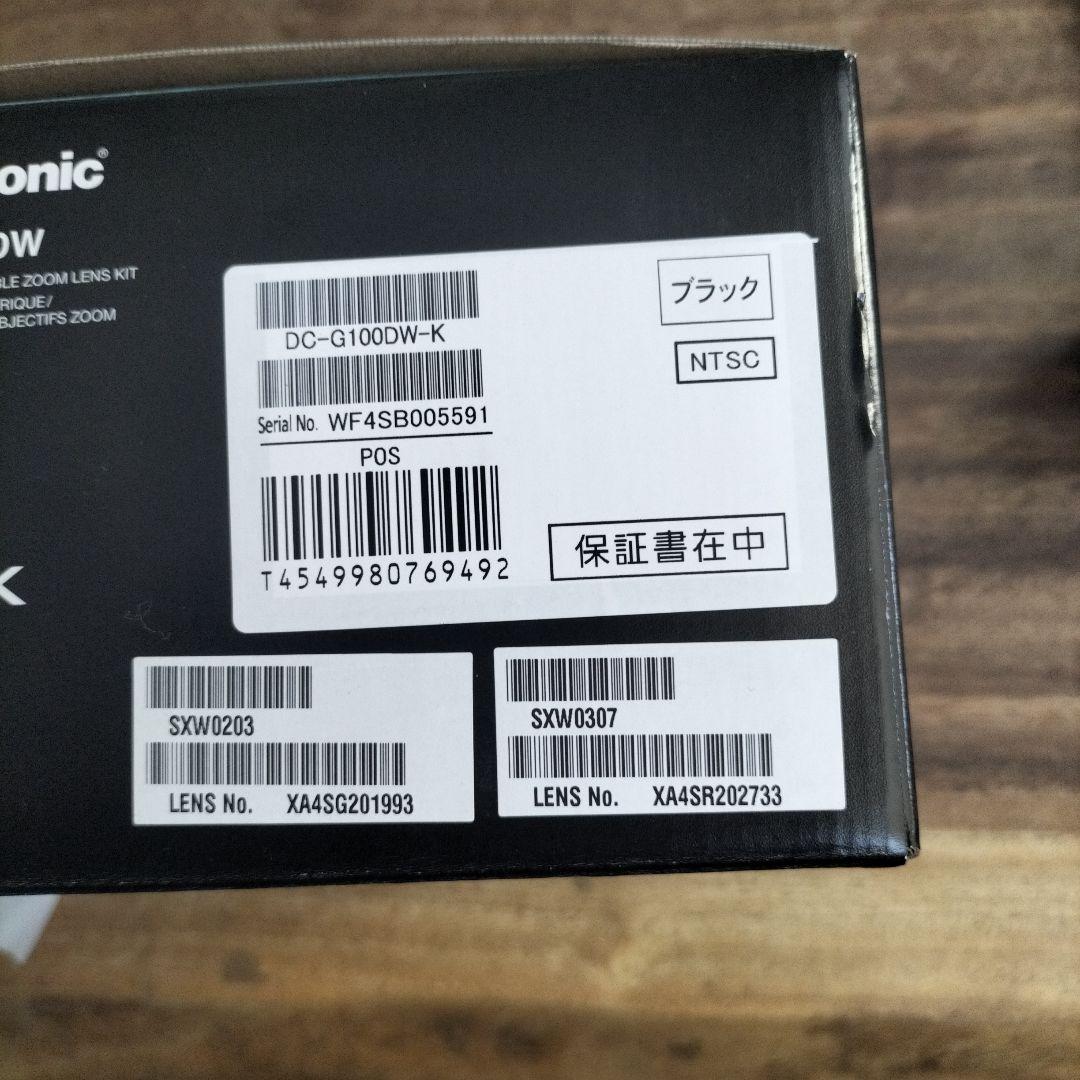 onic®
DW
BLE ZOOM LENS KIT
RIQUE/
BJECTIFS ZOOM
K
DC-G100DW-K
Serial No. WF4SB005591
POS
T4549980769492
ブラック
NTSC
保証書在中
SXW0203
LENS No. XA4SG201993
SXW0307
LENS No. XA4SR202733